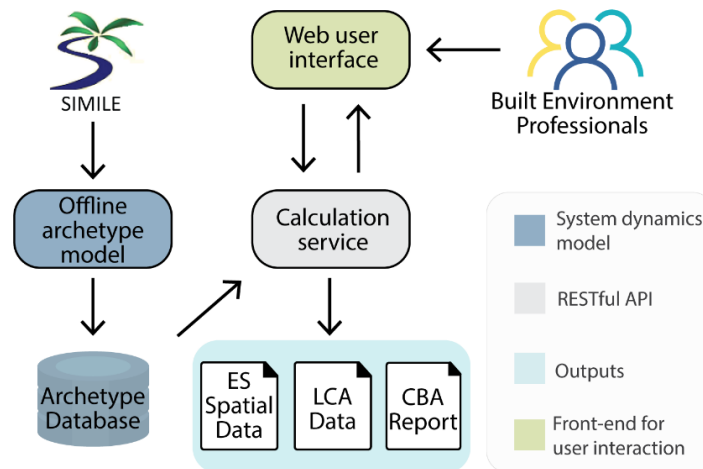 SIMILE
Web user
interface
Built Environment
Professionals
Offline
archetype
model
Calculation
service
Archetype
Database
ES
Spatial
Data
LCA
Data
CBA
Report
System dynamics
model
RESTful API
Outputs
Front-end for
user interaction